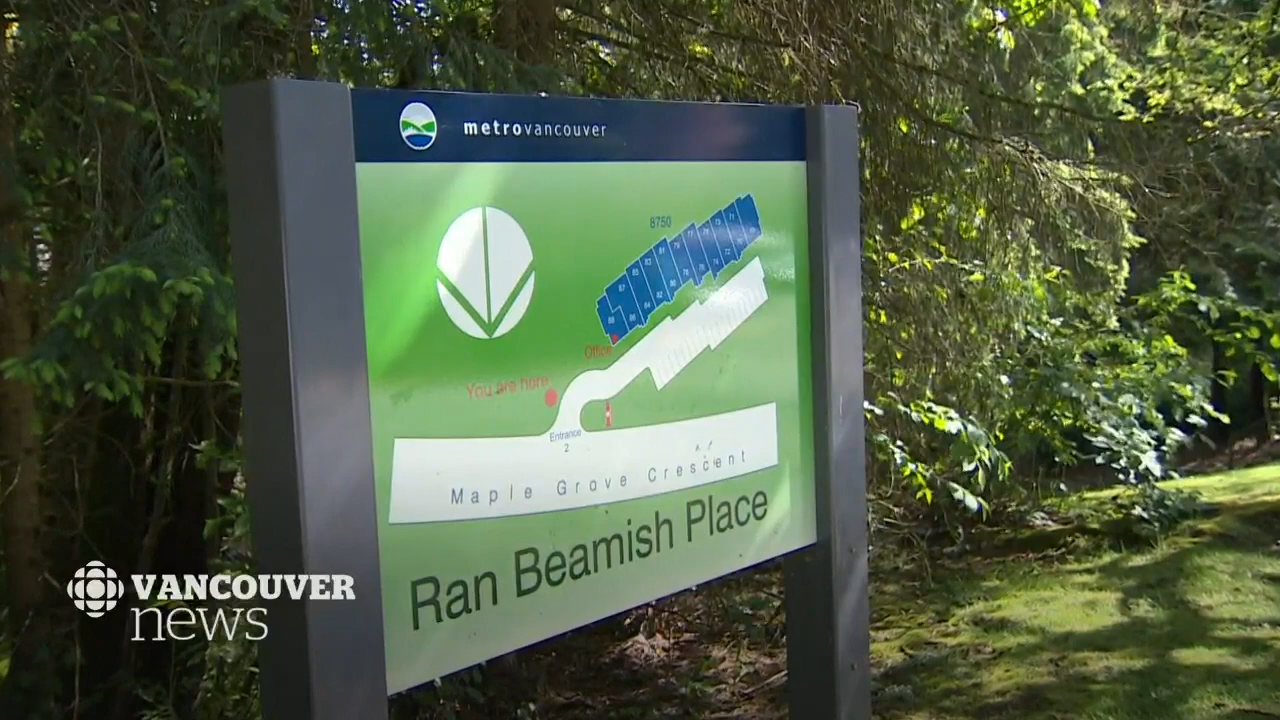 metrovancouver
8750
Office
You are here
Entrance
2
Maple Grove Crescent
Ran Beamish Place
VANCOUVER
news